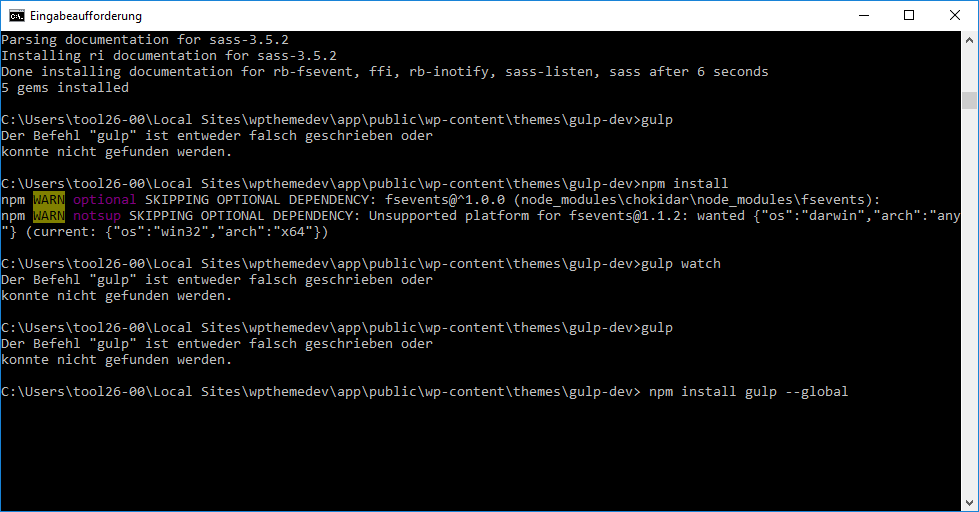 Eingabeaufforderung
Parsing documentation for sass-3.5.2
Installing ri documentation for sass-3.5.2
Done installing documentation for rb-fsevent, ffi, rb-inotify, sass-listen, sass after 6 seconds
5 gems installed
C:\Users\tool26-00\Local Sites\wpthemedev\app\public\wp-content\themes\gulp-dev>gulp
Der Befehl "gulp" ist entweder falsch geschrieben oder
konnte nicht gefunden werden.
C:\Users\tool26-00\Local Sites\wpthemedev\app\public\wp-content\themes\gulp-dev>npm install
npm WARN optional SKIPPING OPTIONAL DEPENDENCY: fsevents@^1.0.0 (node_modules\chokidar\node_modules\fsevents):
npm WARN notsup SKIPPING OPTIONAL DEPENDENCY: Unsupported platform for fsevents@1.1.2: wanted {"os":"darwin","arch":"any
"} (current: {"os":"win32","arch":"x64"})
C:\Users\tool26-00\Local Sites\wpthemedev\app\public\wp-content\themes\gulp-dev>gulp watch
Der Befehl "gulp" ist entweder falsch geschrieben oder
konnte nicht gefunden werden.
C:\Users\tool26-00\Local Sites\wpthemedev\app\public\wp-content\themes\gulp-dev>gulp
Der Befehl "gulp" ist entweder falsch geschrieben oder
konnte nicht gefunden werden.
C:\Users\tool26-00\Local Sites\wpthemedev\app\public\wp-content\themes\gulp-dev> npm install gulp --global